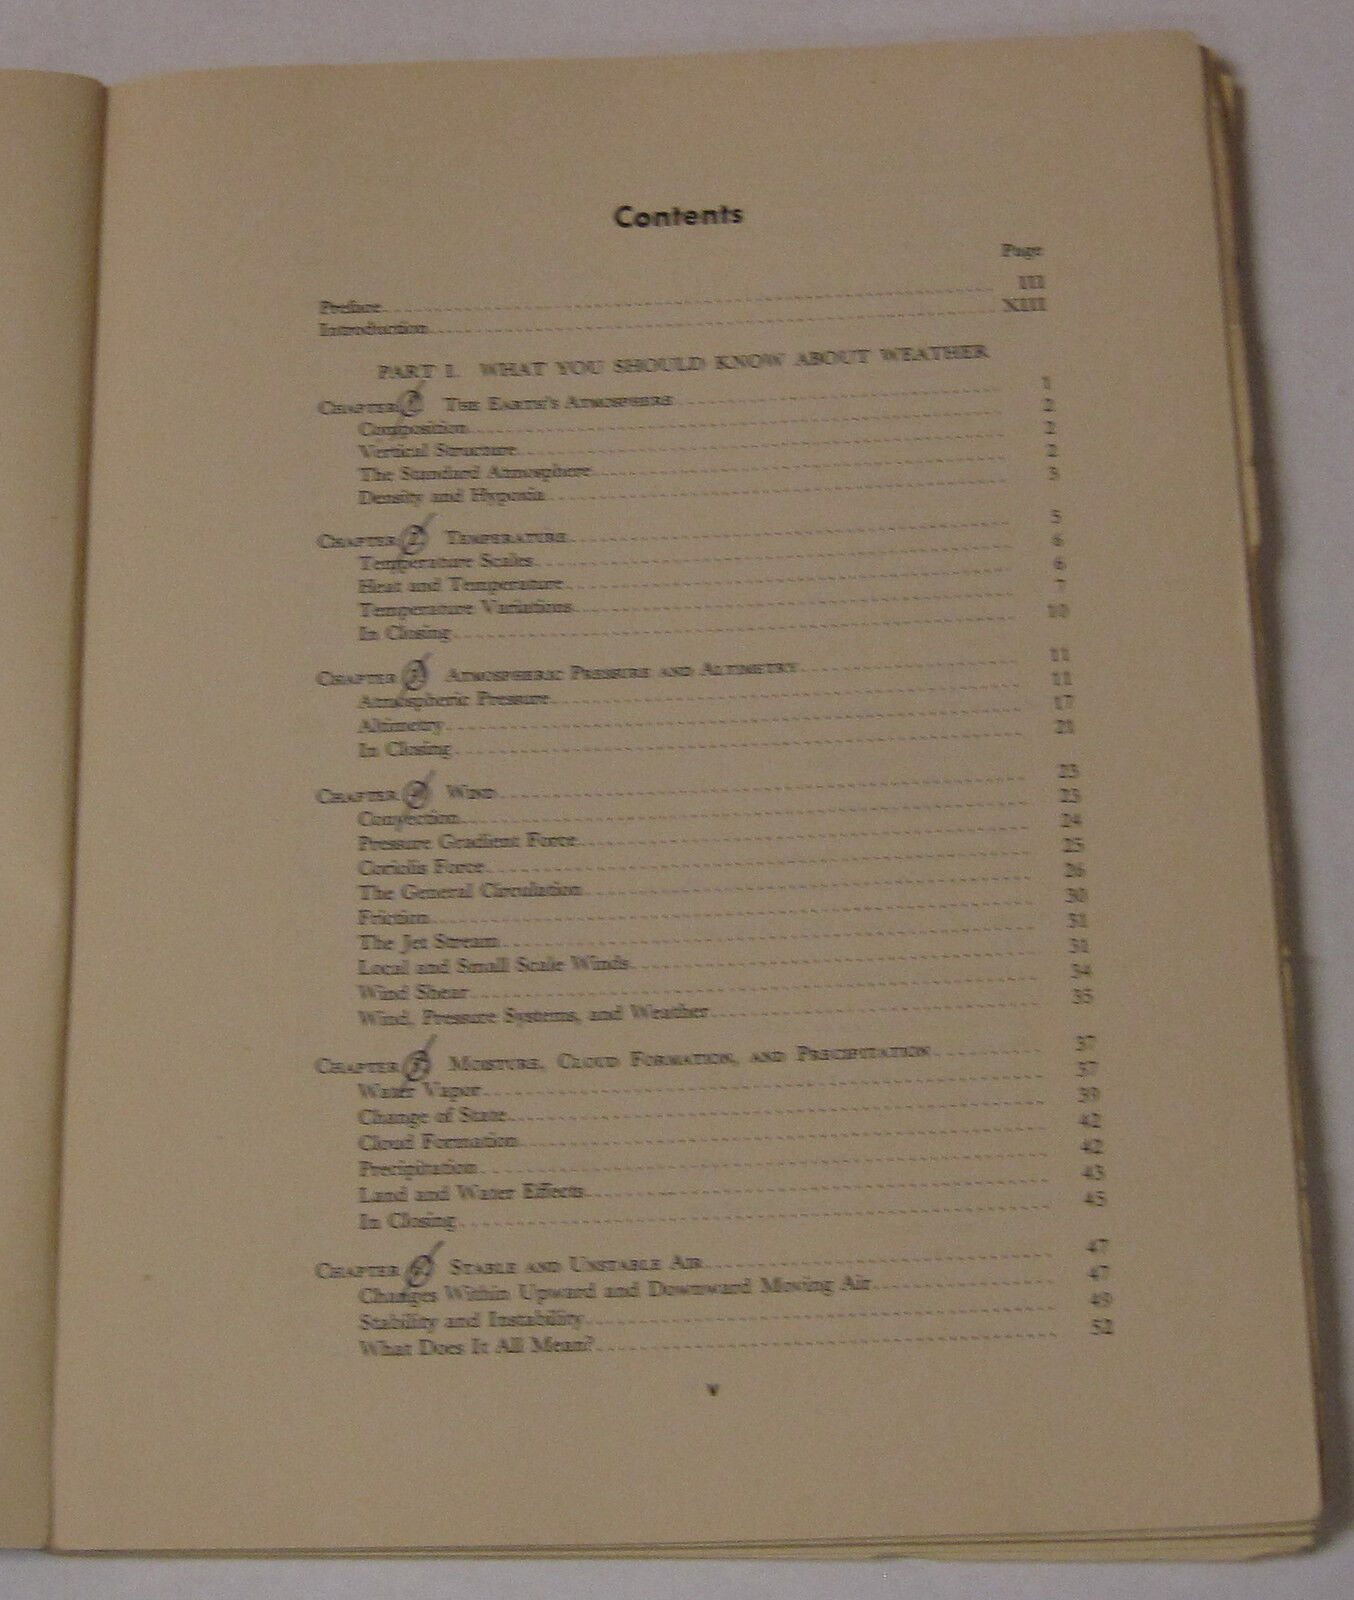 Contents
Page
Preface III
Introduction XIII
PART I. WHAT YOU SHOULD KNOW ABOUT WEATHER
CHAPTER 1 THE EARTH'S ATMOSPHERE 1
Composition 2
Vertical Structure 2
The Standard Atmosphere 2
Density and Hypoxia 3
CHAPTER 2 TEMPERATURE 5
Temperature Scales 6
Heat and Temperature 6
Temperature Variations 7
In Closing 10
CHAPTER 3 ATMOSPHERIC PRESSURE AND ALTIMETRY 11
Atmospheric Pressure 11
Altimetry 17
In Closing 21
CHAPTER 4 WIND 23
Convection 23
Pressure Gradient Force 24
Coriolis Force 25
The General Circulation 26
Friction 30
The Jet Stream 31
Local and Small Scale Winds 31
Wind Shear 34
Wind, Pressure Systems, and Weather 35
CHAPTER 5 MOISTURE, CLOUD FORMATION, AND PRECIPITATION 37
Water Vapor 37
Change of State 39
Cloud Formation 42
Precipitation 42
Land and Water Effects 43
In Closing 45
CHAPTER 6 STABLE AND UNSTABLE AIR 47
Changes Within Upward and Downward Moving Air 47
Stability and Instability 49
What Does It All Mean? 52
v